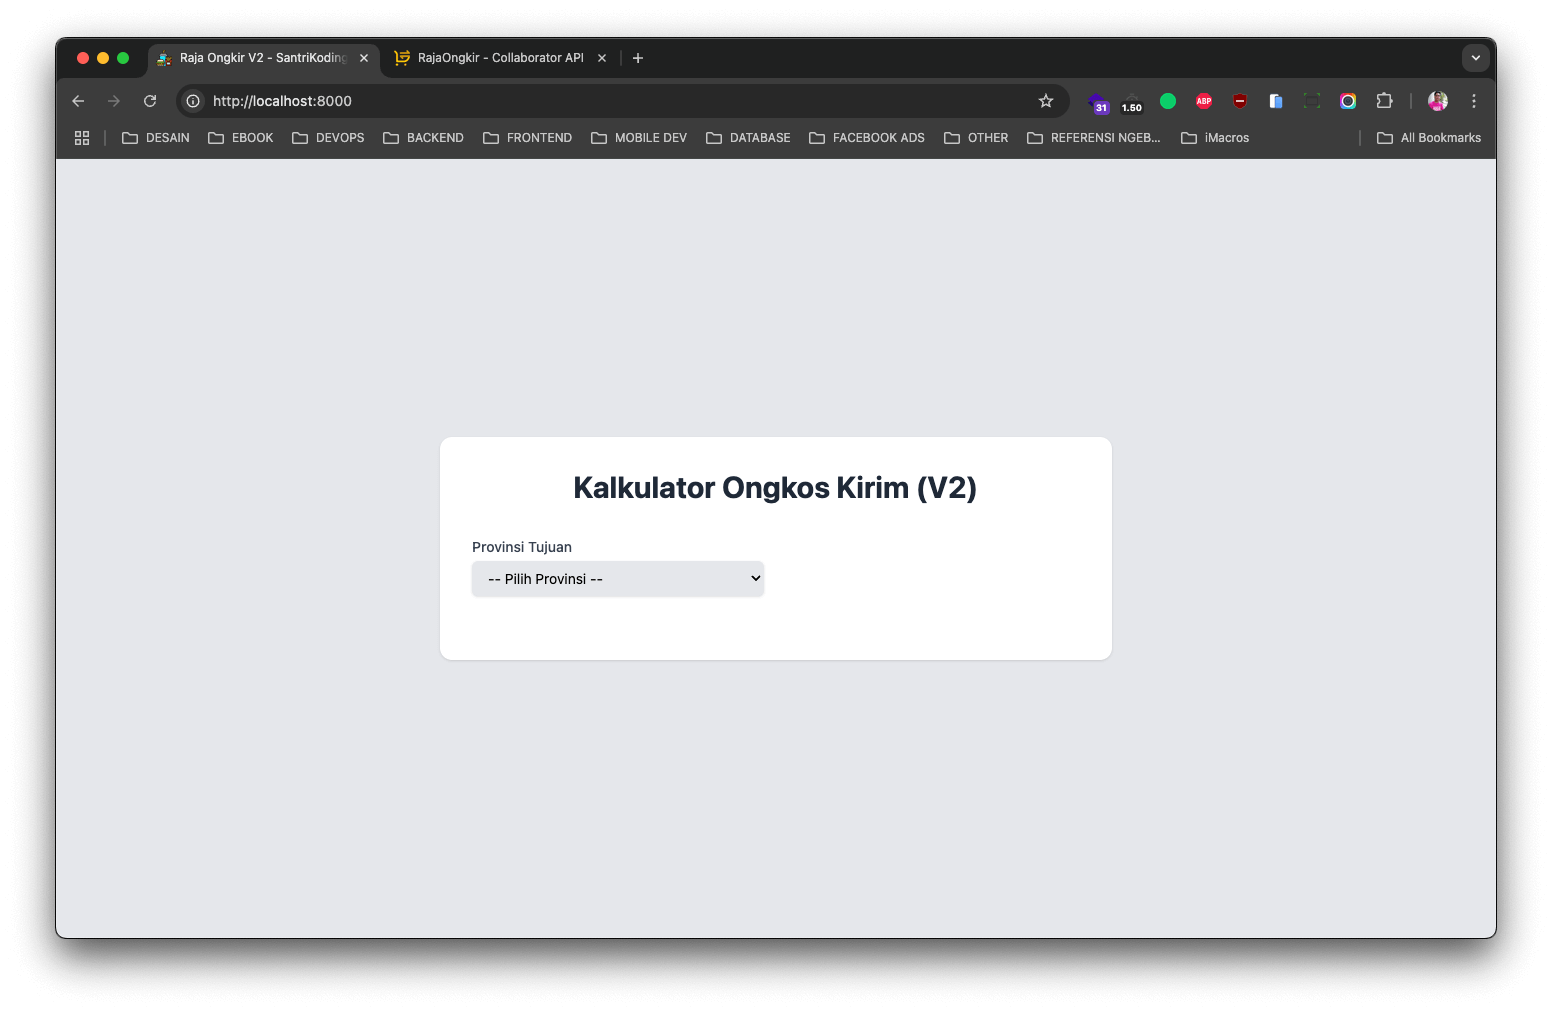 Raja Ongkir V2 - SantriKoding
RajaOngkir - Collaborator API
http://localhost:8000
31
1.50
ABP
DESAIN
EBOOK
DEVOPS
BACKEND
FRONTEND
MOBILE DEV
DATABASE
FACEBOOK ADS
OTHER
REFERENSI NGEB...
iMacros
All Bookmarks
Kalkulator Ongkos Kirim (V2)
Provinsi Tujuan
-- Pilih Provinsi --